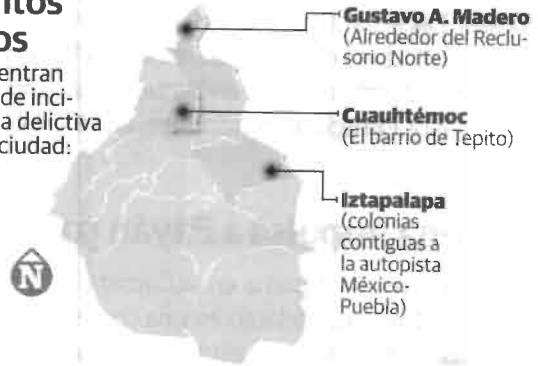 ntos
os
entran
de inci-
a delictiva
ciudad:
Gustavo A. Madero
(Alrededor del Reclu-
sorio Norte)
Cuauhtémoc
(El barrio de Tepito)
Iztapalapa
(colonias
contiguas a
la autopista
México-
Puebla)
N